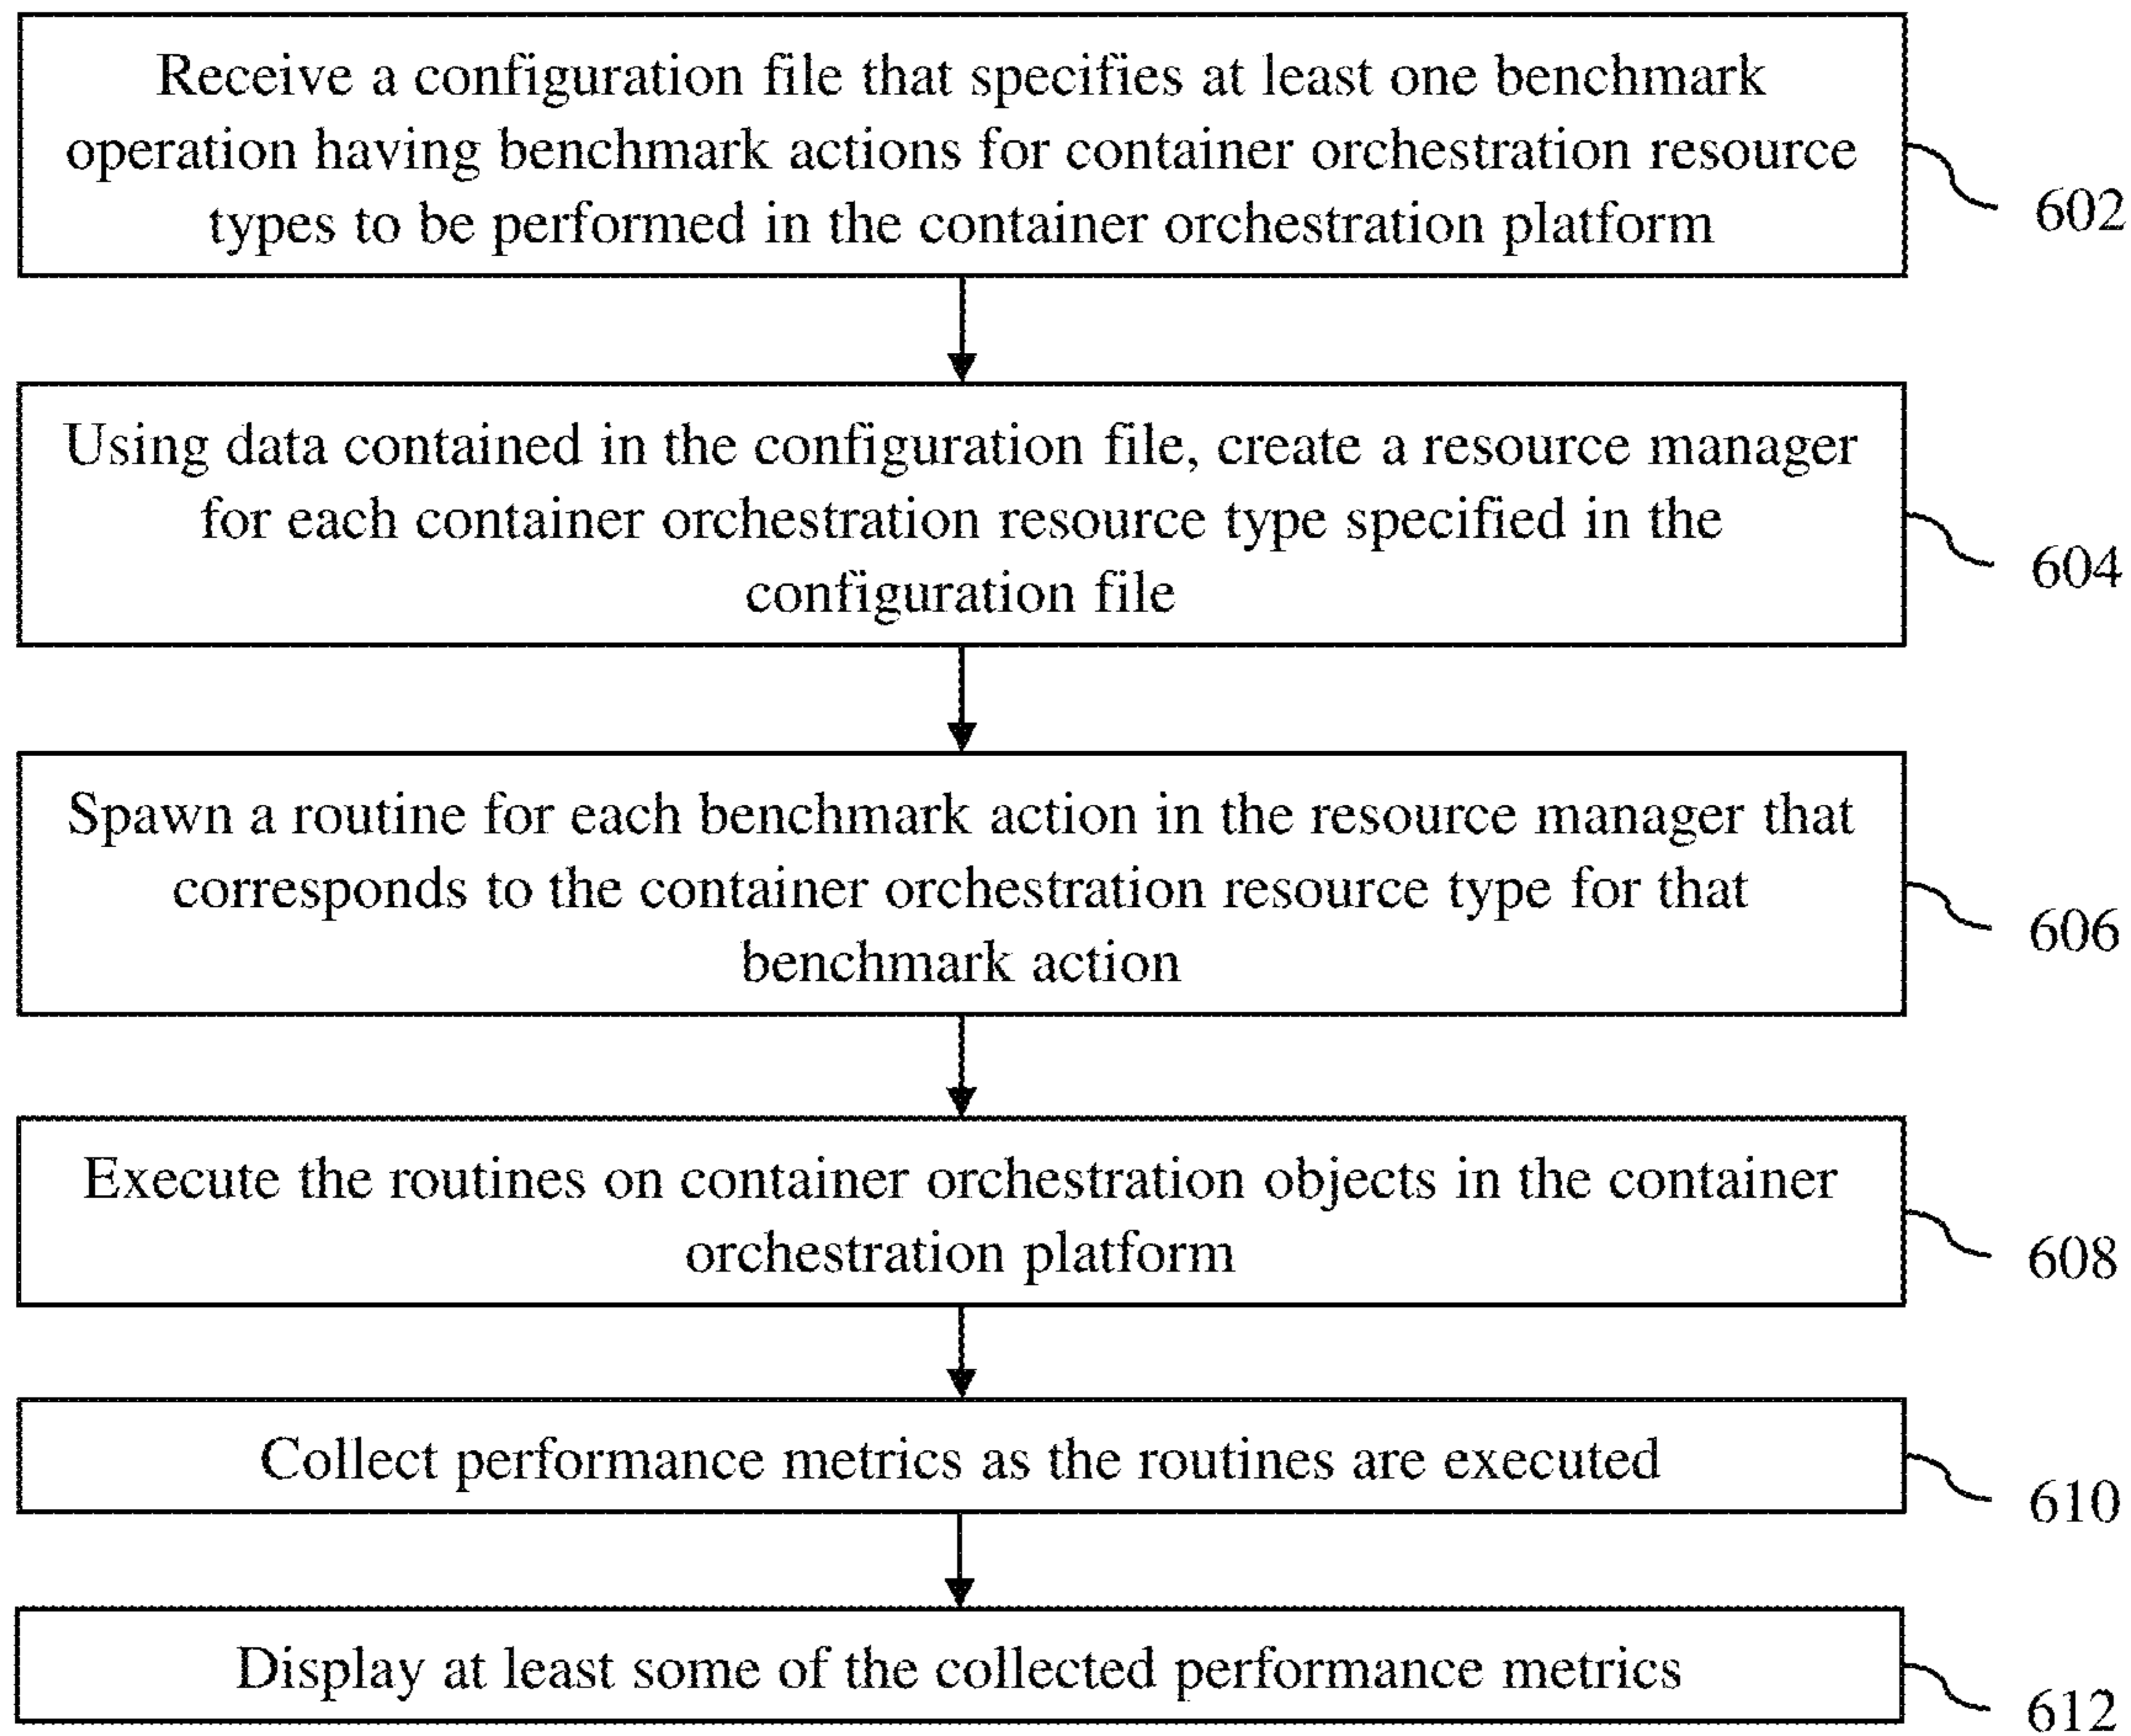 Receive a configuration file that specifies at least one benchmark
operation having benchmark actions for container orchestration resource
types to be performed in the container orchestration platform
602
Using data contained in the configuration file, create a resource manager
for each container orchestration resource type specified in the
configuration file
604
Spawn a routine for each benchmark action in the resource manager that
corresponds to the container orchestration resource type for that
benchmark action
606
Execute the routines on container orchestration objects in the container
orchestration platform
608
Collect performance metrics as the routines are executed
610
Display at least some of the collected performance metrics
612